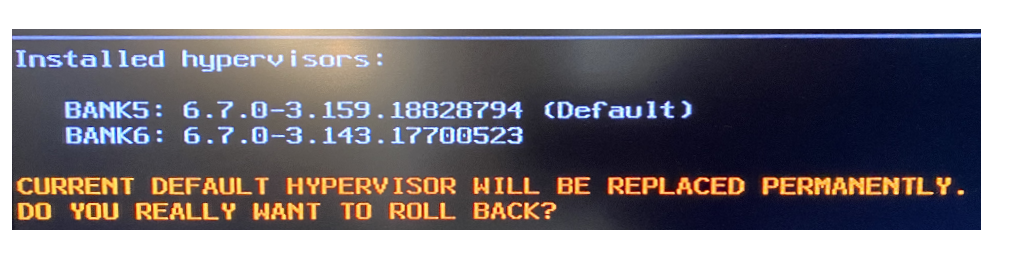 Installed hypervisors:
BANK5: 6.7.0-3.159.18828794 (Default)
BANK6: 6.7.0-3.143.17700523
CURRENT DEFAULT HYPERVISOR WILL BE REPLACED PERMANENTLY.
DO YOU REALLY WANT TO ROLL BACK?